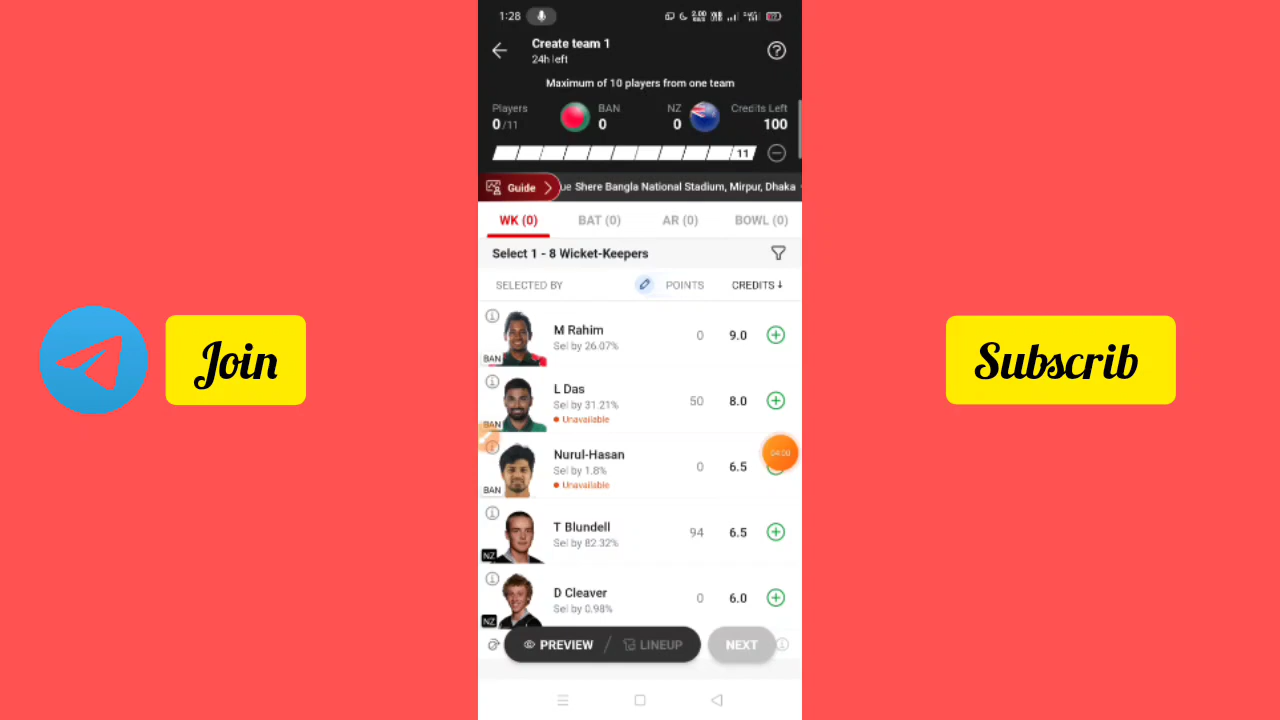 1:28
Create team 1
24h left
Maximum of 10 players from one team
Players
0/11
BAN
0
NZ
0
Credits Left
100
11
Guide
ue Shere Bangla National Stadium, Mirpur, Dhaka
WK (0)
BAT (0)
AR (0)
BOWL (0)
Select 1 - 8 Wicket-Keepers
SELECTED BY
POINTS
CREDITS↓
M Rahim
Sel by 26.07%
BAN
0
9.0
L Das
Sel by 31.21%
Unavailable
BAN
50
8.0
Nurul-Hasan
Sel by 1.8%
Unavailable
BAN
0
6.5
T Blundell
Sel by 82.32%
NZ
94
6.5
D Cleaver
Sel by 0.98%
NZ
0
6.0
PREVIEW
LINEUP
NEXT
Join
Subscrib